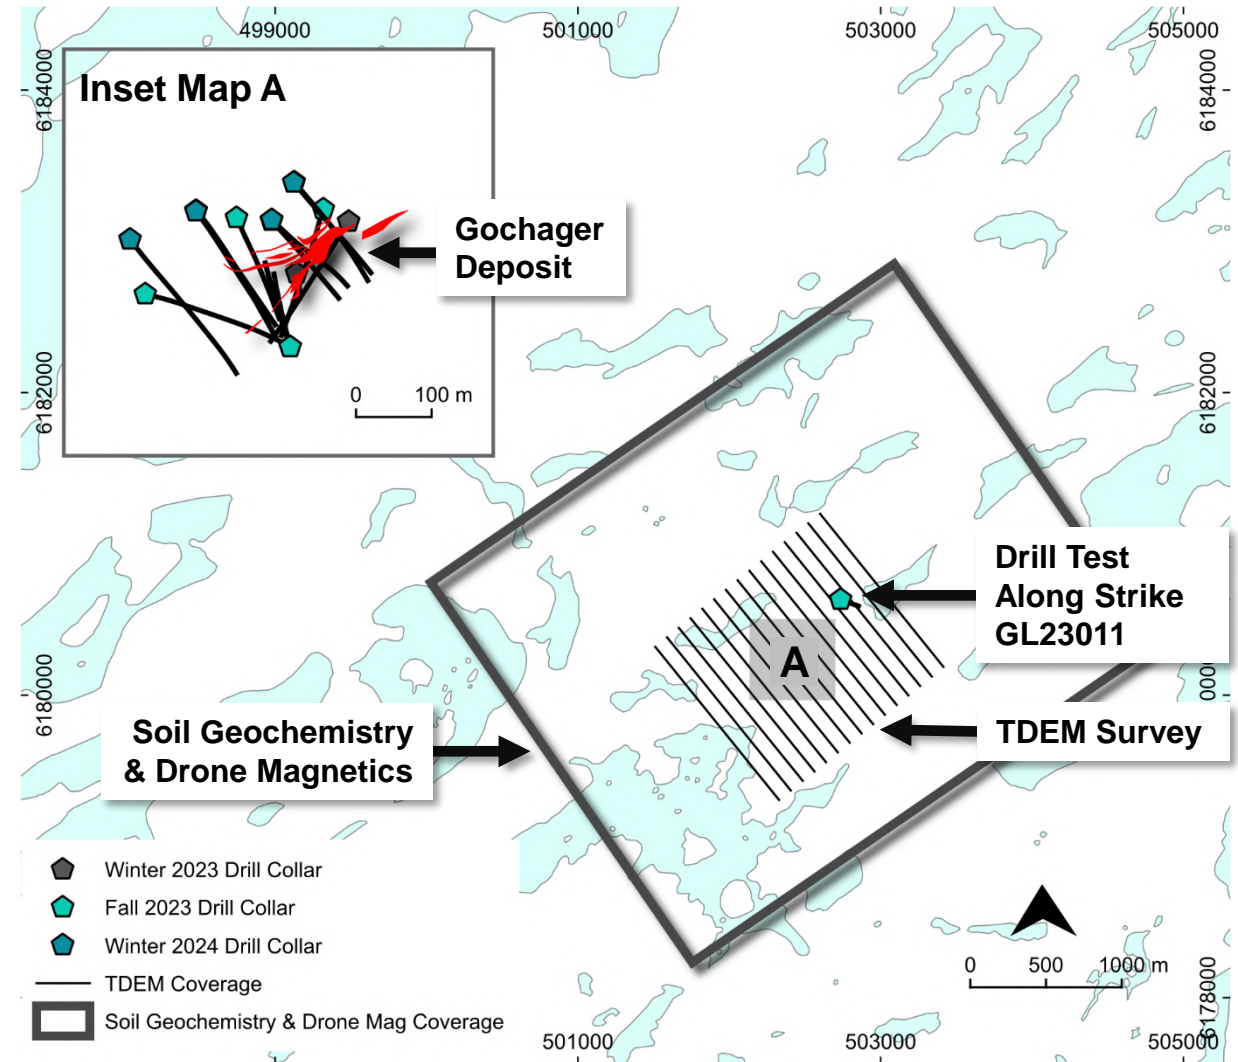 499000
501000
503000
505000
6184000
6184000
Inset Map A
Gochager
Deposit
0 100 m
6182000
6182000
Drill Test
Along Strike
GL23011
A
6180000
0000
Soil Geochemistry
& Drone Magnetics
TDEM Survey
Winter 2023 Drill Collar
Fall 2023 Drill Collar
Winter 2024 Drill Collar
TDEM Coverage
Soil Geochemistry & Drone Mag Coverage
0 500 1000 m
6178000
501000
503000
505000